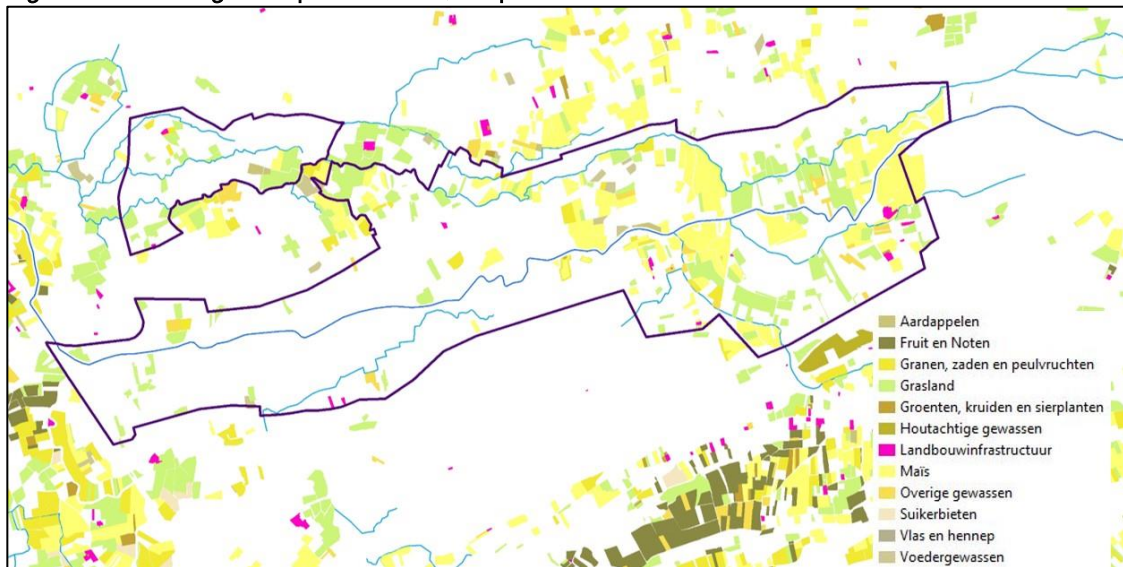 Aardappelen
Fruit en Noten
Granen, zaden en peulvruchten
Grasland
Groenten, kruiden en sierplanten
Houtachtige gewassen
Landbouwinfrastructuur
Maïs
Overige gewassen
Suikerbieten
Vlas en hennep
Voedergewassen